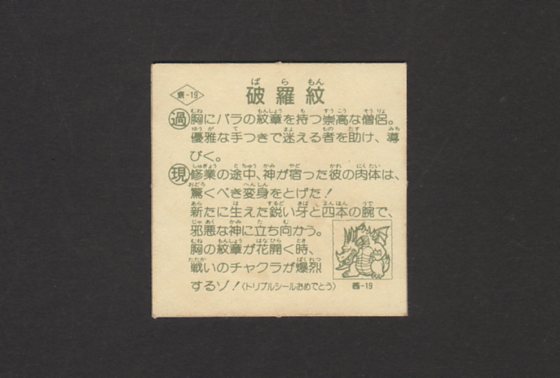 裏-19
破羅紋
ばらもん
過 胸にバラの紋章を持つ崇高な僧侶。
優雅な手つきで迷える者を助け、導
びく。
現 修業の途中、神が宿った彼の肉体は、
驚くべき変身をとげた!
新たに生えた鋭い牙と四本の腕で、
邪悪な神に立ち向かう。
胸の紋章が花開く時、
戦いのチャクラが爆烈
するゾ!〈トリプルシールおめでとう〉
-19